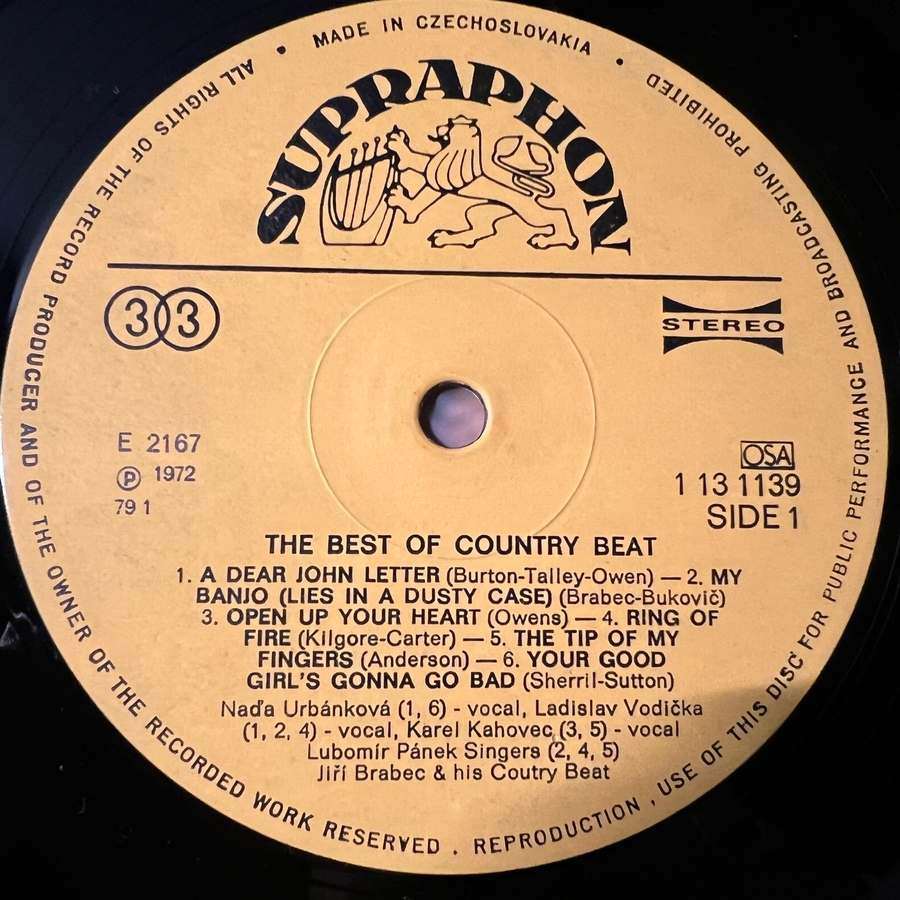 MADE IN CZECHOSLOVAKIA
ALL RIGHTS OF THE RECORD PRODUCER AND OF THE OWNER OF THE RECORDED WORK RESERVED . REPRODUCTION , USE OF THIS DISC FOR PUBLIC PERFORMANCE AND BROADCASTING PROHIBITED
SUPRAPHON
33
STEREO
E 2167
℗ 1972
79 1
OSA
1 13 1139
SIDE 1
THE BEST OF COUNTRY BEAT
1. A DEAR JOHN LETTER (Burton-Talley-Owen) — 2. MY
BANJO (LIES IN A DUSTY CASE) (Brabec-Bukovič)
3. OPEN UP YOUR HEART (Owens) — 4. RING OF
FIRE (Kilgore-Carter) — 5. THE TIP OF MY
FINGERS (Anderson) — 6. YOUR GOOD
GIRL'S GONNA GO BAD (Sherril-Sutton)
Naďa Urbánková (1, 6) - vocal, Ladislav Vodička
(1, 2, 4) - vocal, Karel Kahovec (3, 5) - vocal
Lubomír Pánek Singers (2, 4, 5)
Jiří Brabec & his Coutry Beat